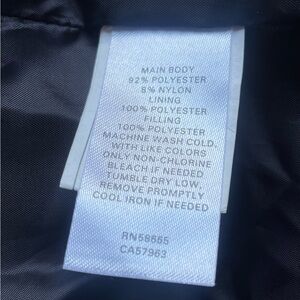 MAIN BODY
92% POLYESTER
8% NYLON
LINING
100% POLYESTER
FILLING
100% POLYESTER
MACHINE WASH COLD,
WITH LIKE COLORS
ONLY NON-CHLORINE
BLEACH IF NEEDED
TUMBLE DRY LOW,
REMOVE PROMPTLY
COOL IRON IF NEEDED
RN58665
CA57963